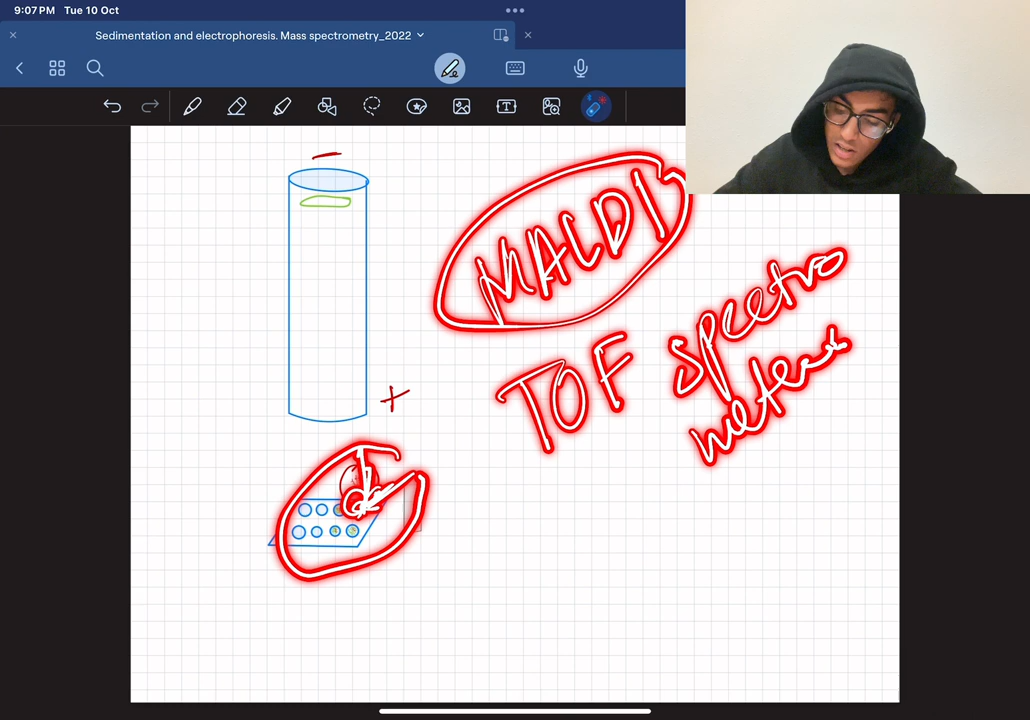 9:07 PM Tue 10 Oct
Sedimentation and electrophoresis. Mass spectrometry_2022
T
−
MALDI
TOF
spectro
meter
+